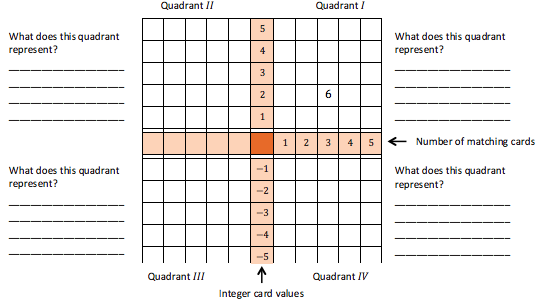 Quadrant II
Quadrant I
What does this quadrant
represent?
What does this quadrant
represent?
5
4
3
2
6
1
1 2 3 4 5
Number of matching cards
What does this quadrant
represent?
What does this quadrant
represent?
−1
−2
−3
−4
−5
Quadrant III
Quadrant IV
Integer card values